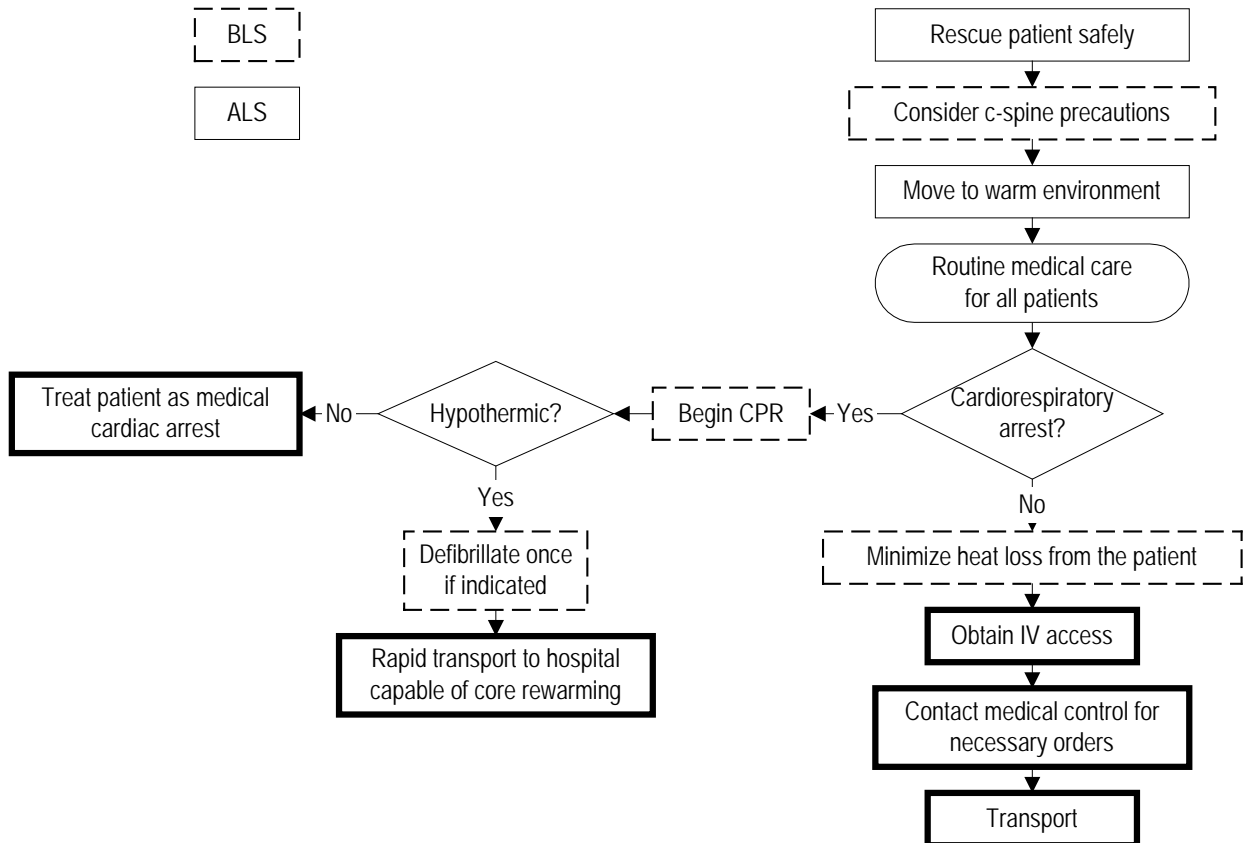 BLS
ALS
Rescue patient safely
Consider c-spine precautions
Move to warm environment
Routine medical care
for all patients
Cardiorespiratory
arrest?
Yes
Begin CPR
Hypothermic?
No
Treat patient as medical
cardiac arrest
Yes
Defibrillate once
if indicated
Rapid transport to hospital
capable of core rewarming
No
Minimize heat loss from the patient
Obtain IV access
Contact medical control for
necessary orders
Transport